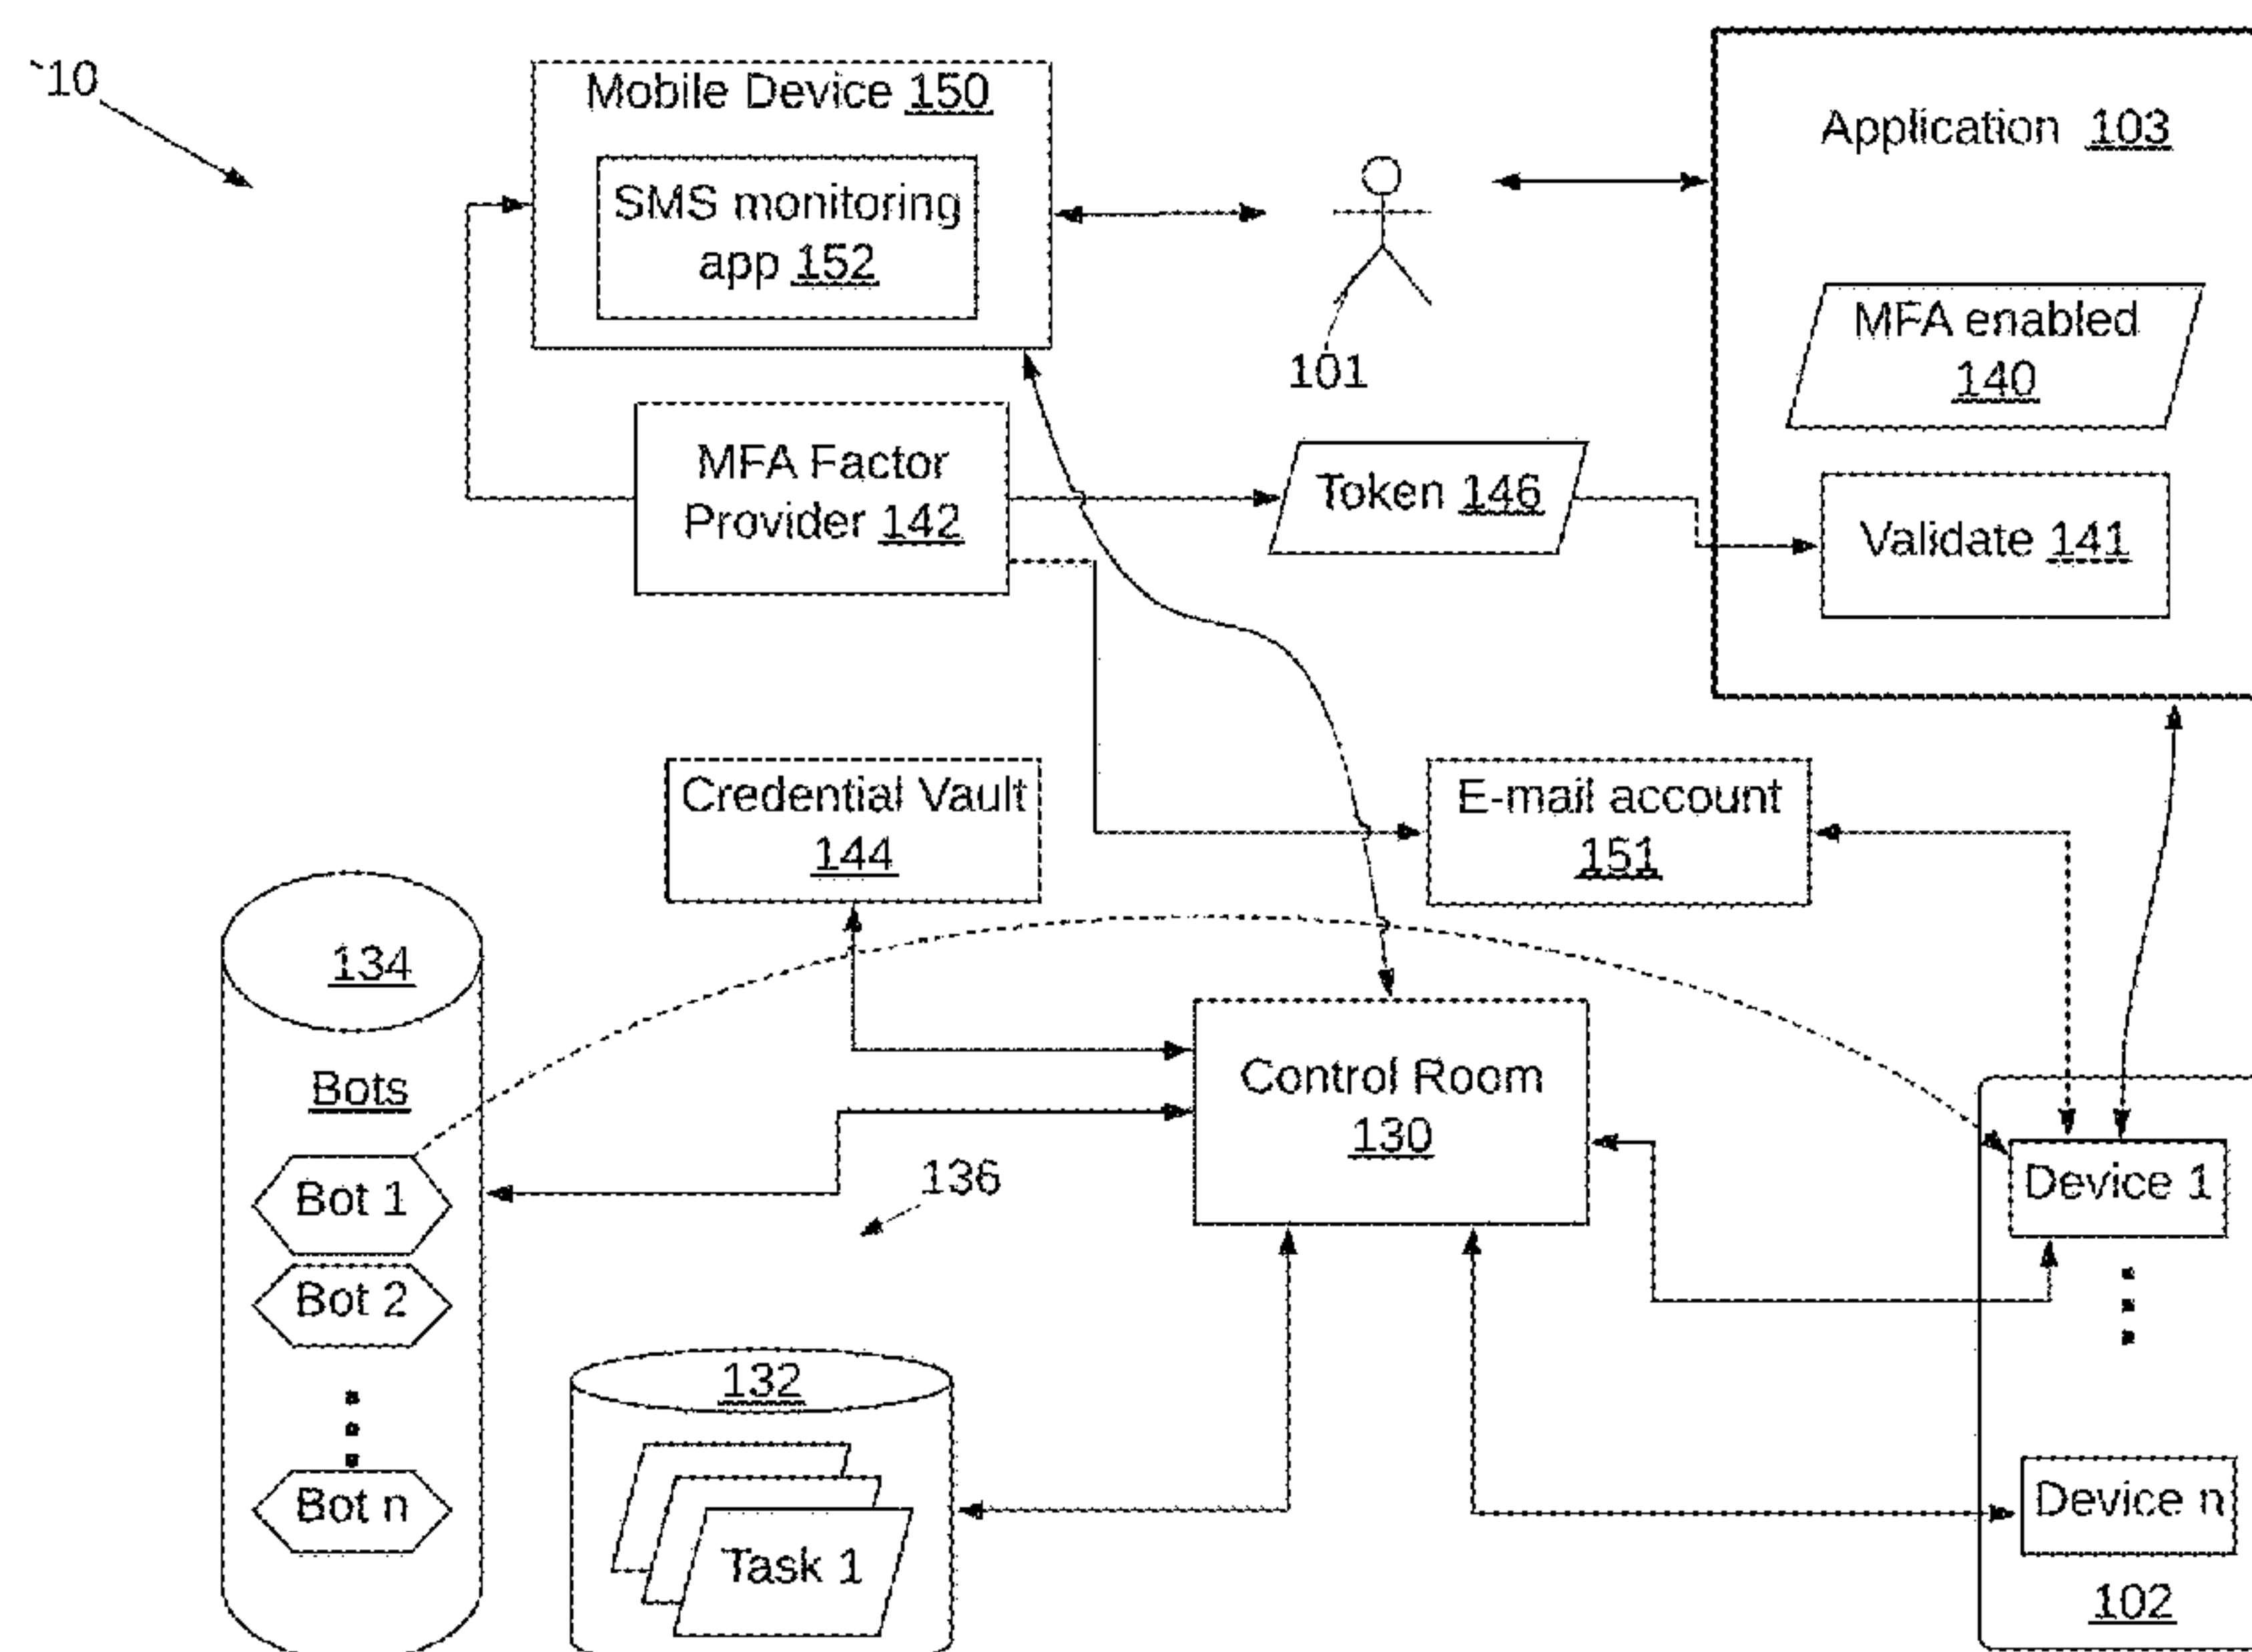 10
Mobile Device 150
SMS monitoring
app 152
101
Application 103
MFA enabled
140
MFA Factor
Provider 142
Token 146
Validate 141
Credential Vault
144
E-mail account
151
134
Bots
Bot 1
Bot 2
Bot n
Control Room
130
136
132
Task 1
Device 1
Device n
102